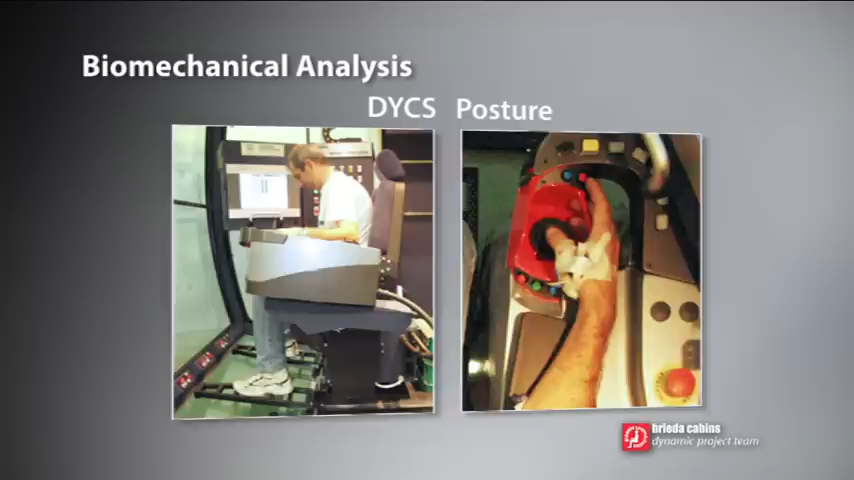 Biomechanical Analysis
DYCS Posture
brieda cabins
dynamic project team